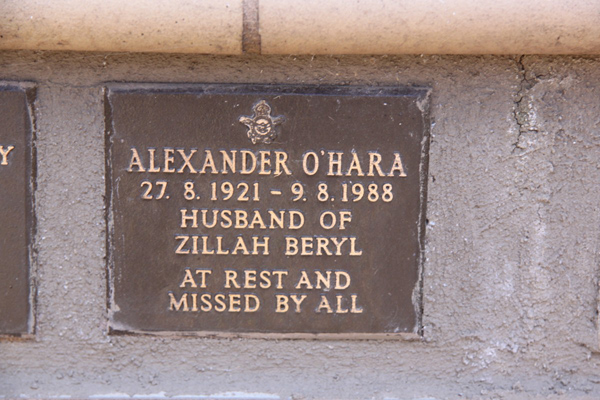 ALEXANDER O'HARA
27. 8. 1921 - 9. 8. 1988
HUSBAND OF
ZILLAH BERYL
AT REST AND
MISSED BY ALL
Y